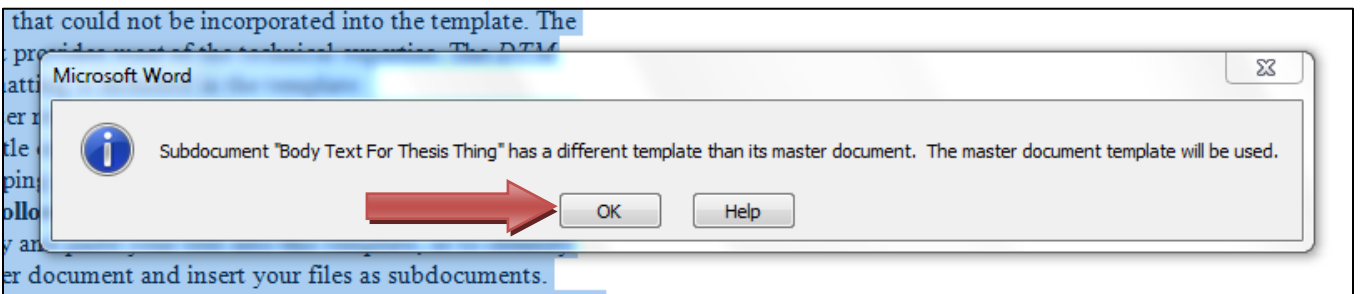 that could not be incorporated into the template. The
Microsoft Word
Subdocument "Body Text For Thesis Thing" has a different template than its master document. The master document template will be used.
OK Help
er document and insert your files as subdocuments.